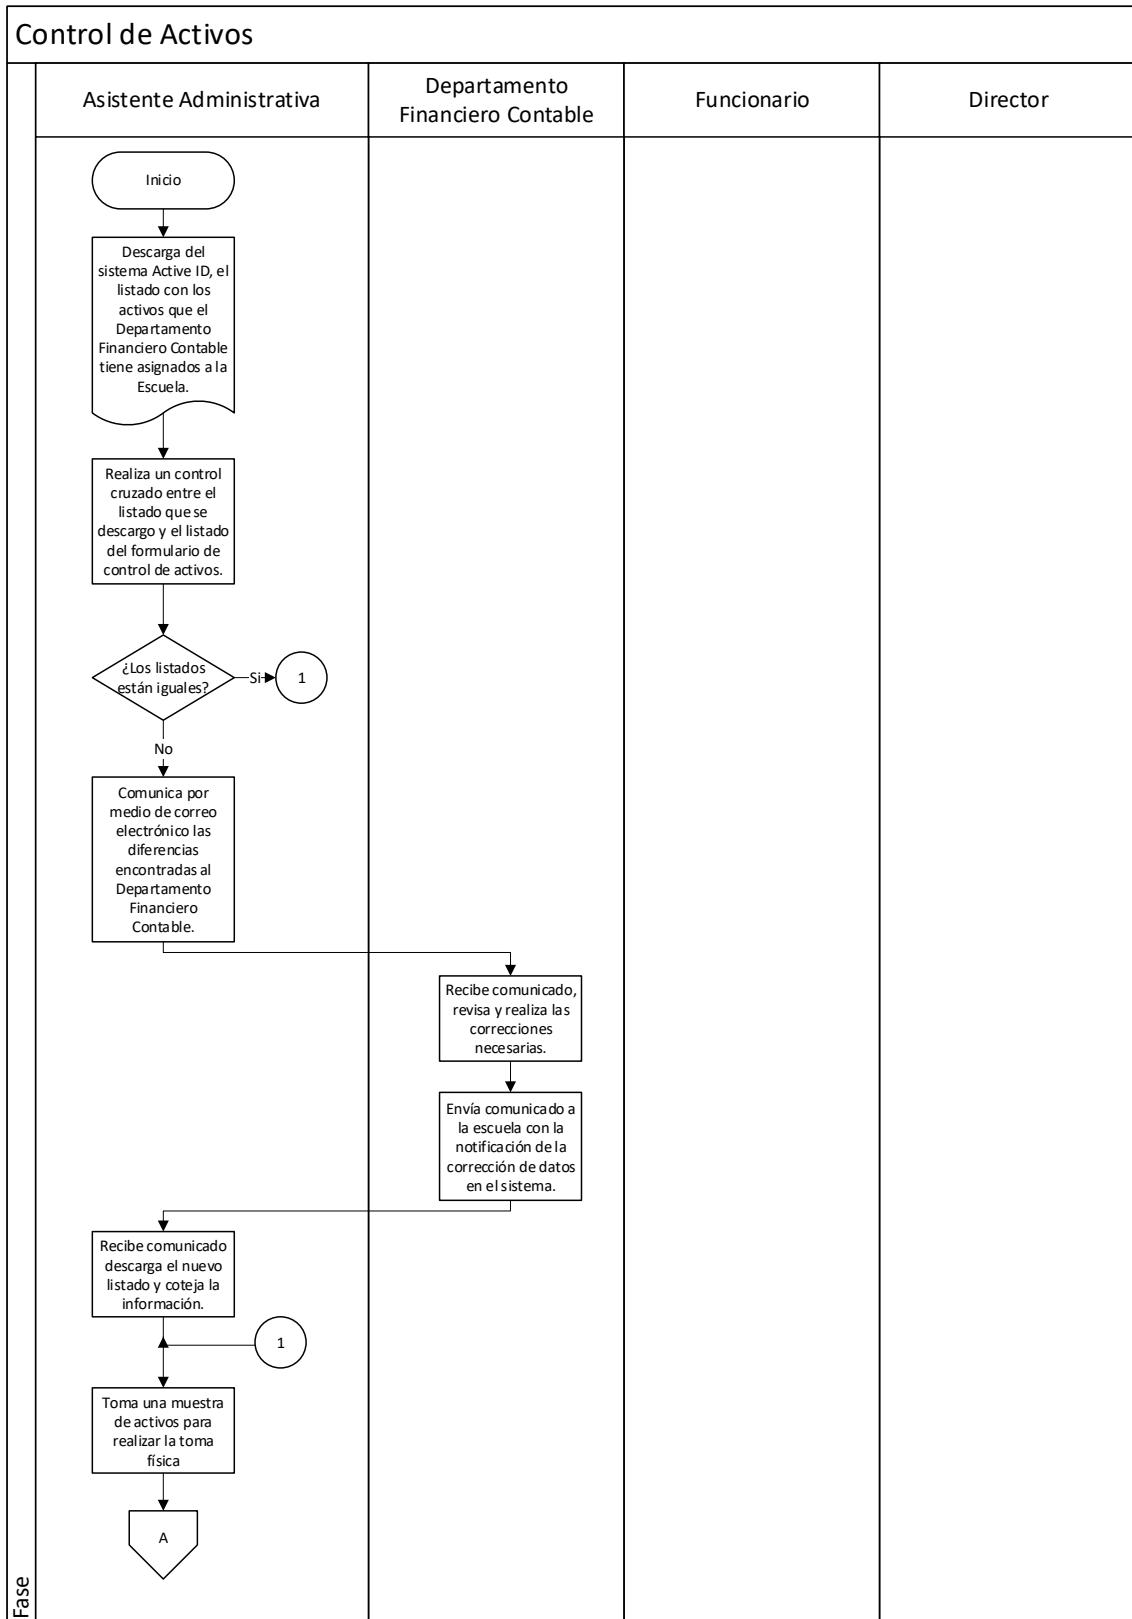 Control de Activos
Asistente Administrativa
Departamento
Financiero Contable
Funcionario
Director
Inicio
Descarga del
sistema Active ID, el
listado con los
activos que el
Departamento
Financiero Contable
tiene asignados a la
Escuela.
Realiza un control
cruzado entre el
listado que se
descargo y el listado
del formulario de
control de activos.
¿Los listados
están iguales?
Si
1
No
Comunica por
medio de correo
electrónico las
diferencias
encontradas al
Departamento
Financiero
Contable.
Recibe comunicado,
revisa y realiza las
correcciones
necesarias.
Envía comunicado a
la escuela con la
notificación de la
corrección de datos
en el sistema.
Recibe comunicado
descarga el nuevo
listado y coteja la
información.
1
Toma una muestra
de activos para
realizar la toma
física
A
Fase